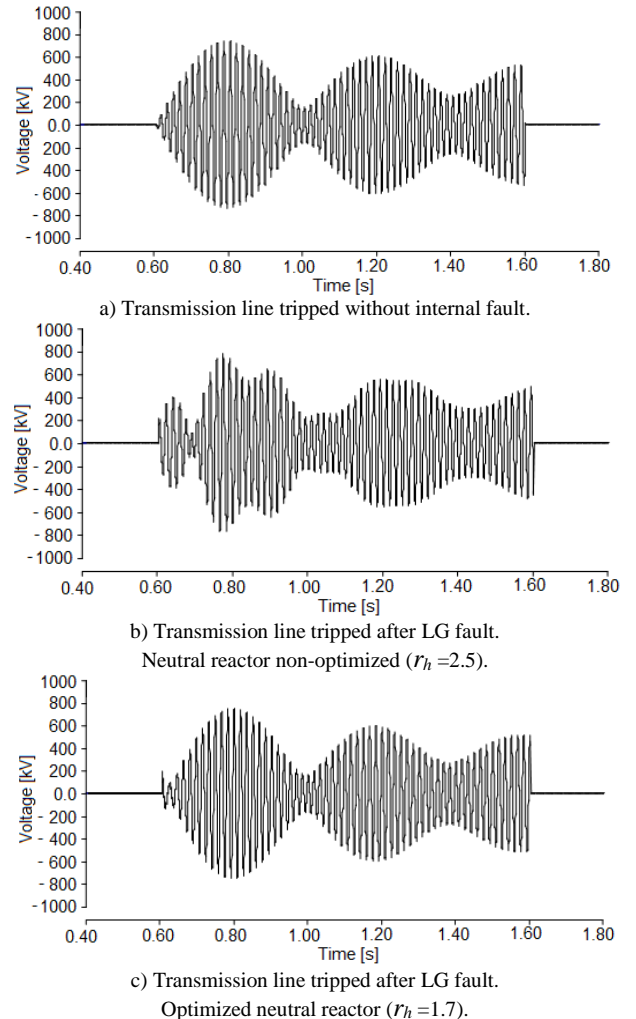 1000
800
600
400
200
0.0
200
400
600
- 800
- 1000
Voltage [kV]
0.40 0.60 0.80 1.00 1.20 1.40 1.60 1.80
Time [s]
a) Transmission line tripped without internal fault.
1000
800
600
400
200
0.0
- 200
- 400
- 600
- 800
- 1000
Voltage [kV]
0.40 0.60 0.80 1.00 1.20 1.40 1.60 1.80
Time [s]
b) Transmission line tripped after LG fault.
Neutral reactor non-optimized (rh =2.5).
1000
800
600
400
200
0.0
- 200
- 400
- 600
- 800
- 1000
Voltage [kV]
0.40 0.60 0.80 1.00 1.20 1.40 1.60 1.80
Time [s]
c) Transmission line tripped after LG fault.
Optimized neutral reactor (rh =1.7).